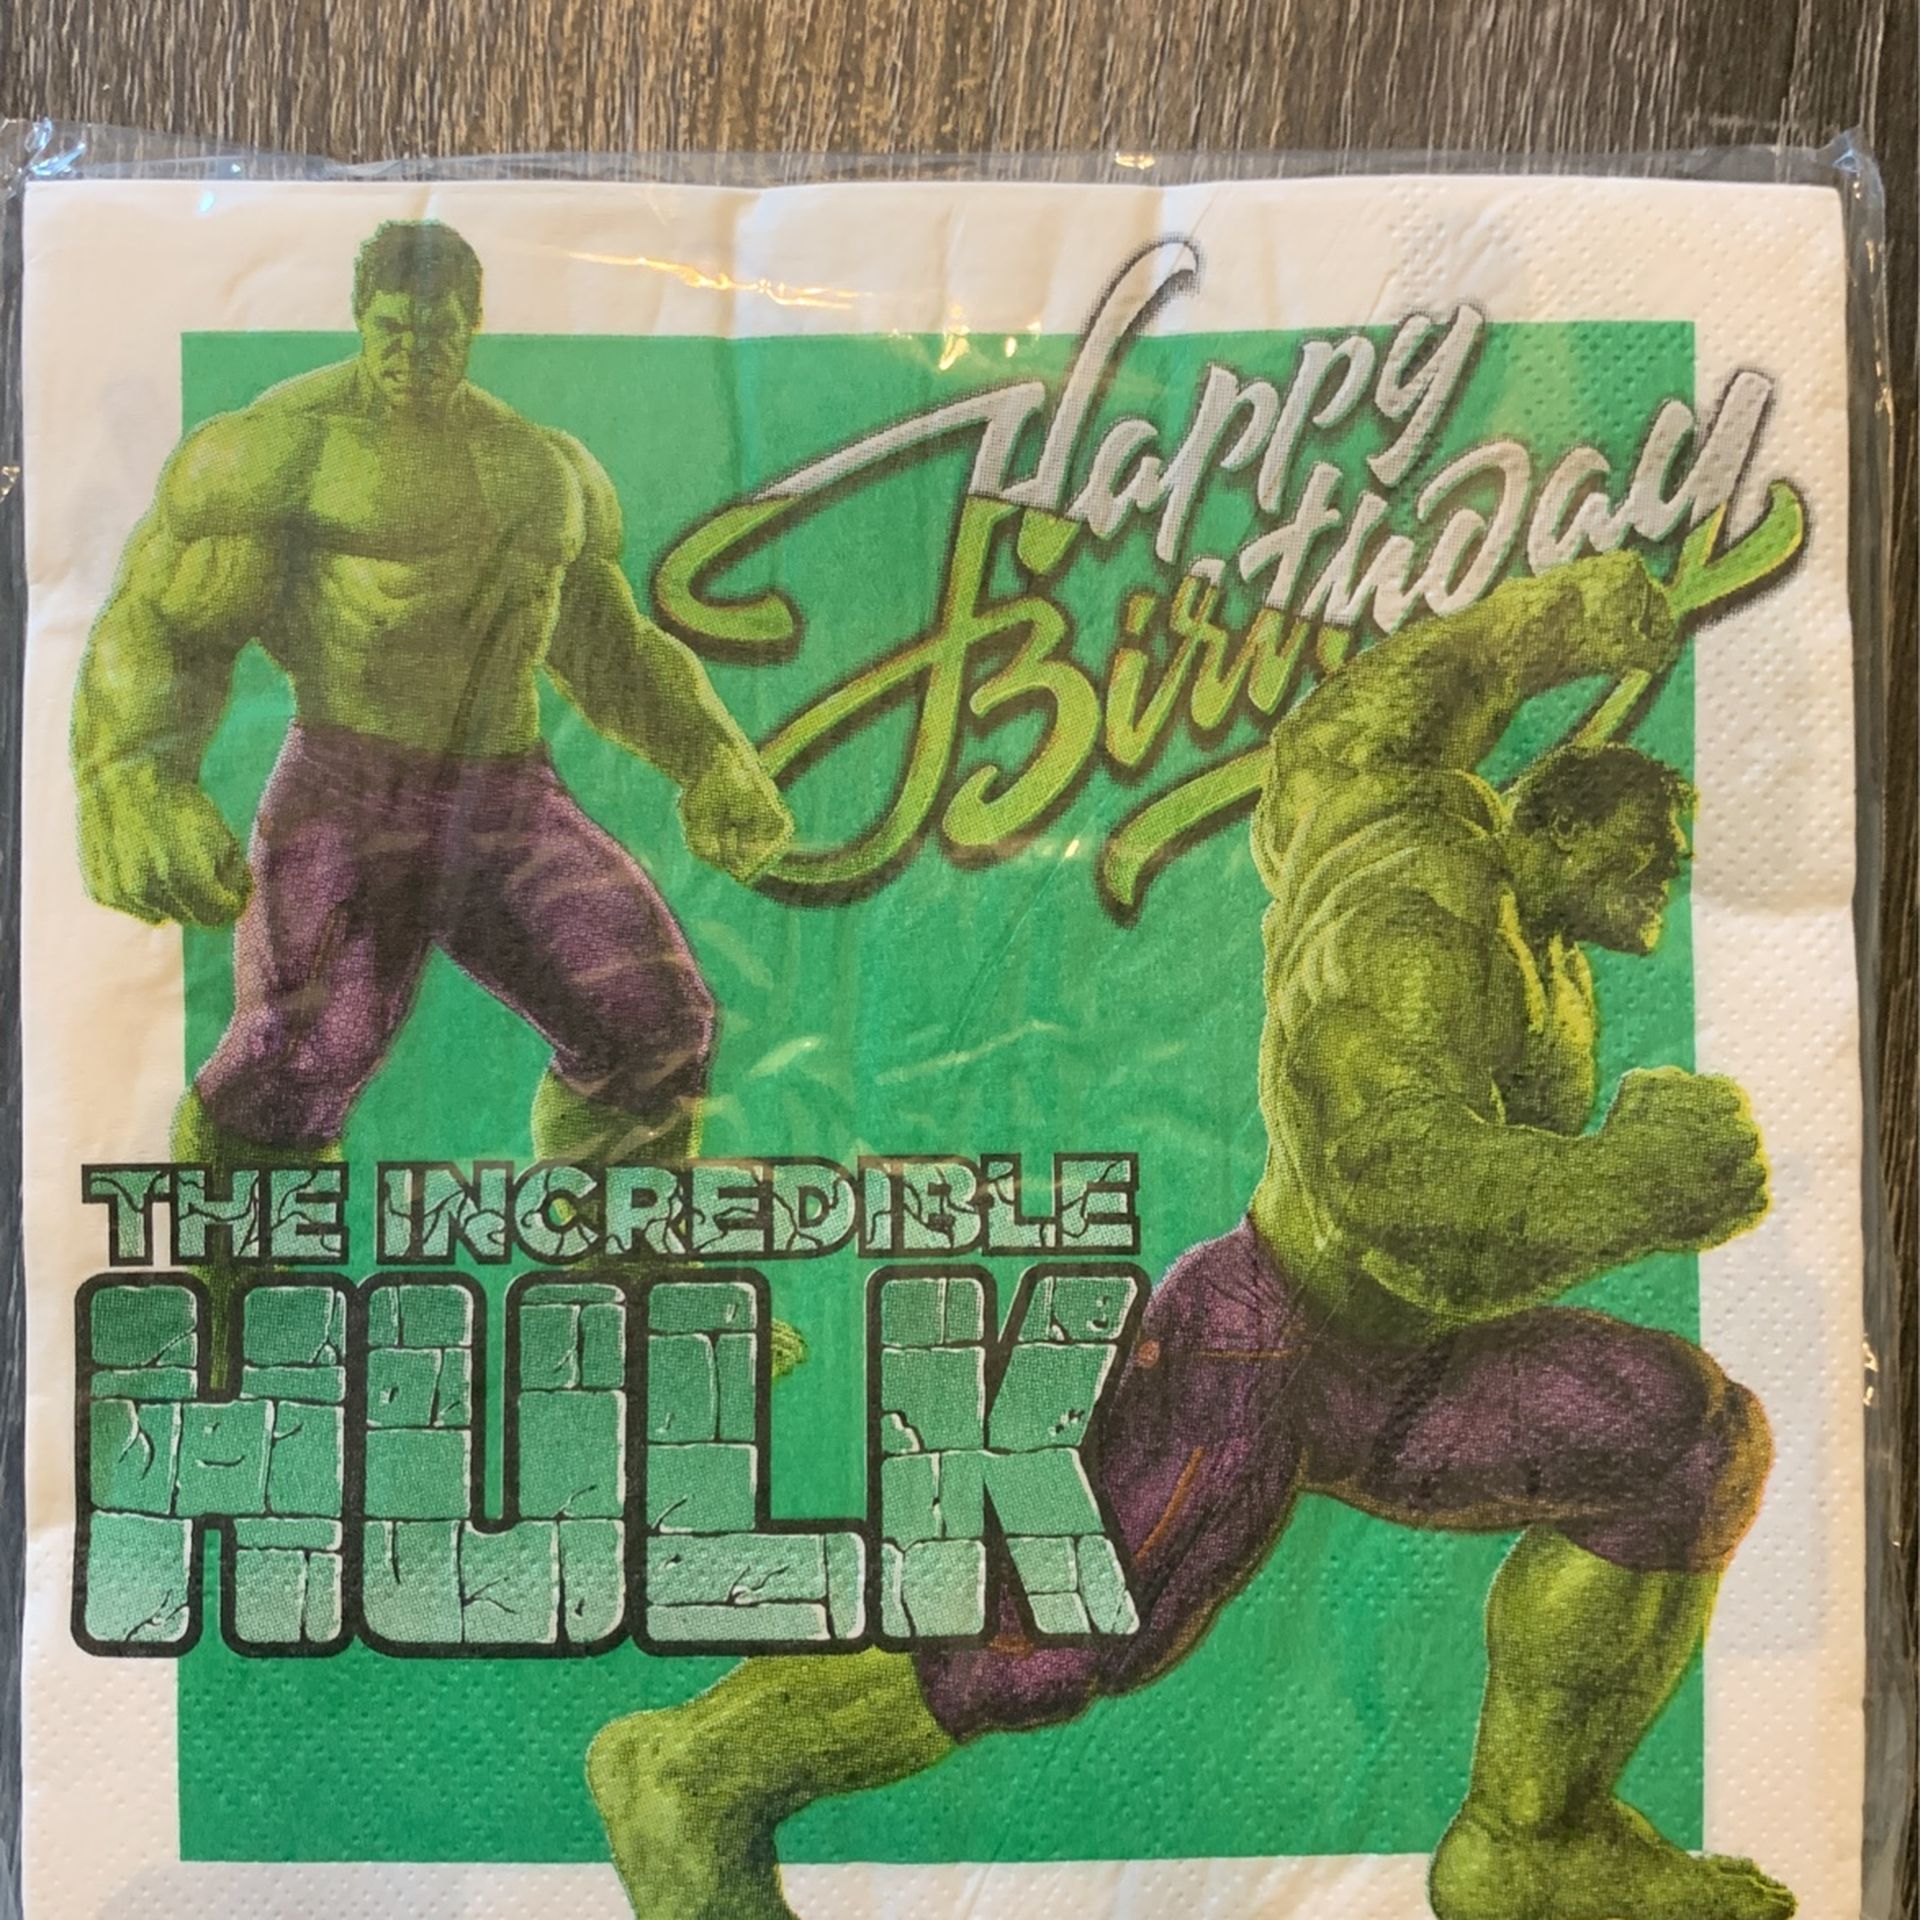 Happy
Birthday
THE INCREDIBLE
HULK